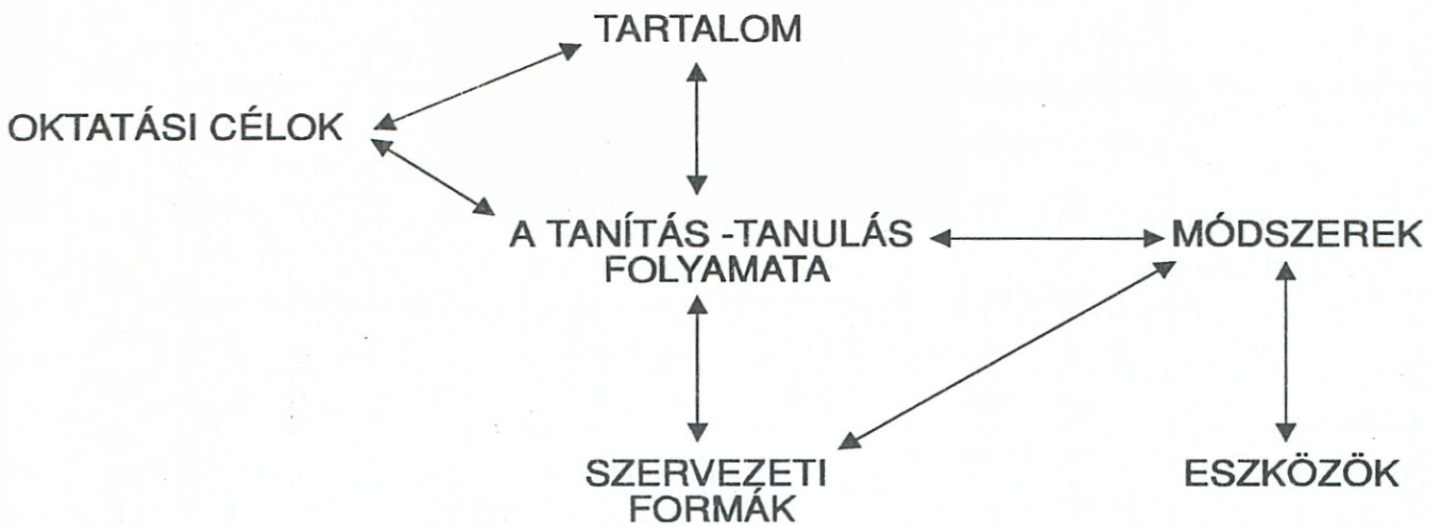 TARTALOM
OKTATÁSI CÉLOK
A TANÍTÁS -TANULÁS
FOLYAMATA
MÓDSZEREK
SZERVEZETI
FORMÁK
ESZKÖZÖK